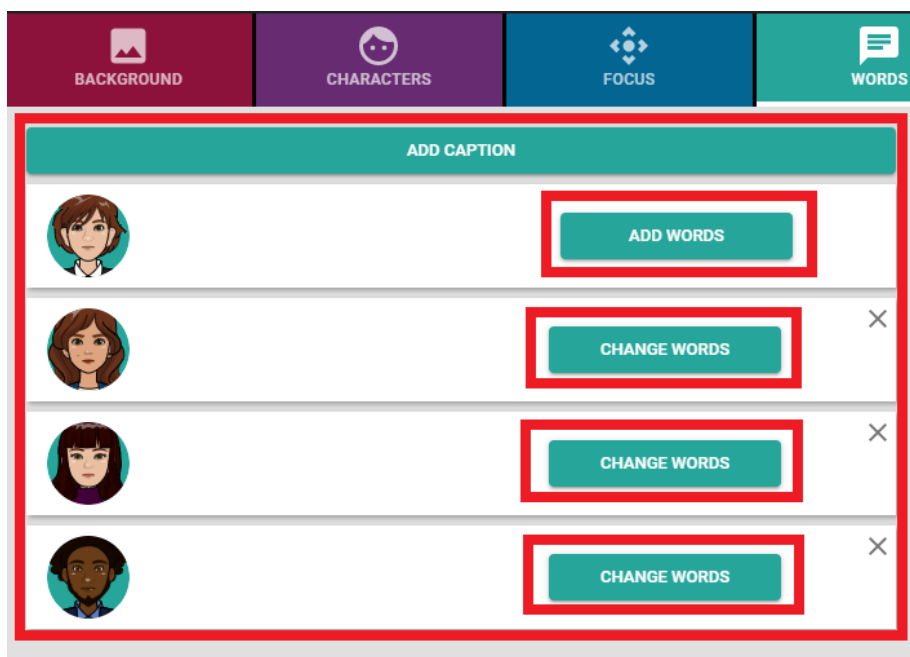 BACKGROUND
CHARACTERS
FOCUS
WORDS
ADD CAPTION
ADD WORDS
CHANGE WORDS
CHANGE WORDS
CHANGE WORDS